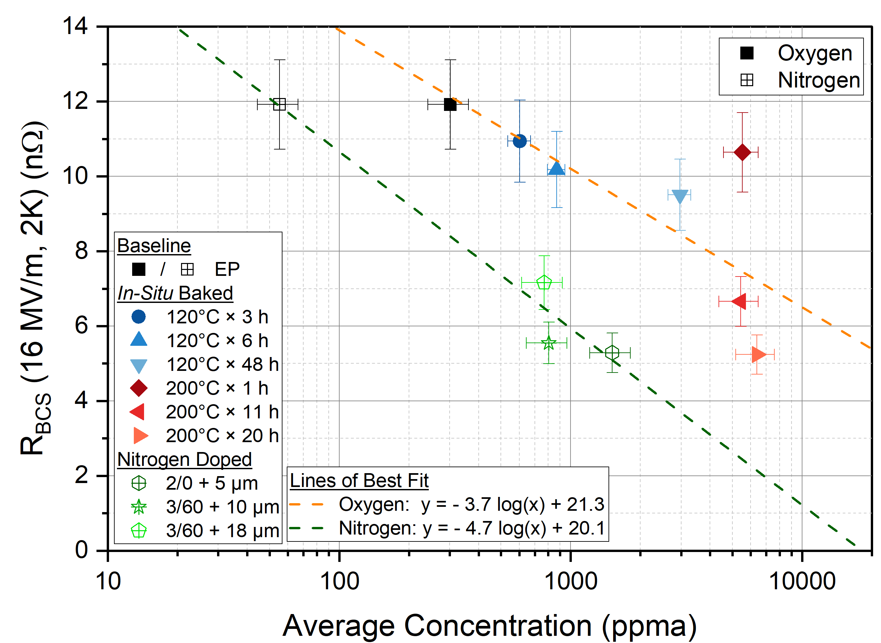 14
12
10
8
6
4
2
0
R_BCS (16 MV/m, 2K) (nΩ)
Oxygen
Nitrogen
Baseline
/ EP
In-Situ Baked
120°C × 3 h
120°C × 6 h
120°C × 48 h
200°C × 1 h
200°C × 11 h
200°C × 20 h
Nitrogen Doped
2/0 + 5 μm
3/60 + 10 μm
3/60 + 18 μm
Lines of Best Fit
Oxygen: y = - 3.7 log(x) + 21.3
Nitrogen: y = - 4.7 log(x) + 20.1
10 100 1000 10000
Average Concentration (ppma)